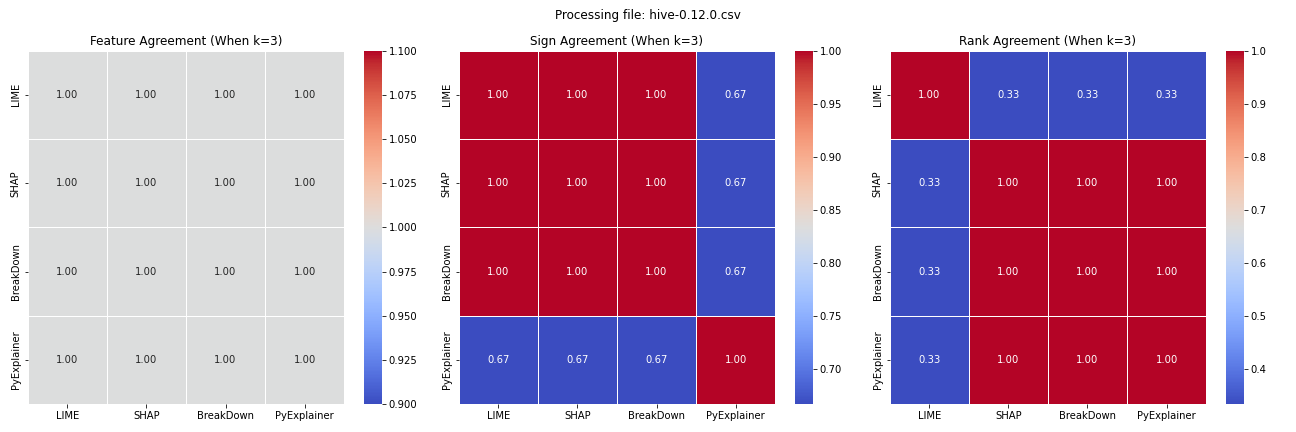 Processing file: hive-0.12.0.csv
Feature Agreement (When k=3)
LIME
SHAP
BreakDown
PyExplainer
1.00 1.00 1.00 1.00
1.00 1.00 1.00 1.00
1.00 1.00 1.00 1.00
1.00 1.00 1.00 1.00
LIME SHAP BreakDown PyExplainer
1.100
1.075
1.050
1.025
1.000
0.975
0.950
0.925
0.900
Sign Agreement (When k=3)
LIME
SHAP
BreakDown
PyExplainer
1.00 1.00 1.00 0.67
1.00 1.00 1.00 0.67
1.00 1.00 1.00 0.67
0.67 0.67 0.67 1.00
LIME SHAP BreakDown PyExplainer
1.00
0.95
0.90
0.85
0.80
0.75
0.70
Rank Agreement (When k=3)
LIME
SHAP
BreakDown
PyExplainer
1.00 0.33 0.33 0.33
0.33 1.00 1.00 1.00
0.33 1.00 1.00 1.00
0.33 1.00 1.00 1.00
LIME SHAP BreakDown PyExplainer
1.0
0.9
0.8
0.7
0.6
0.5
0.4